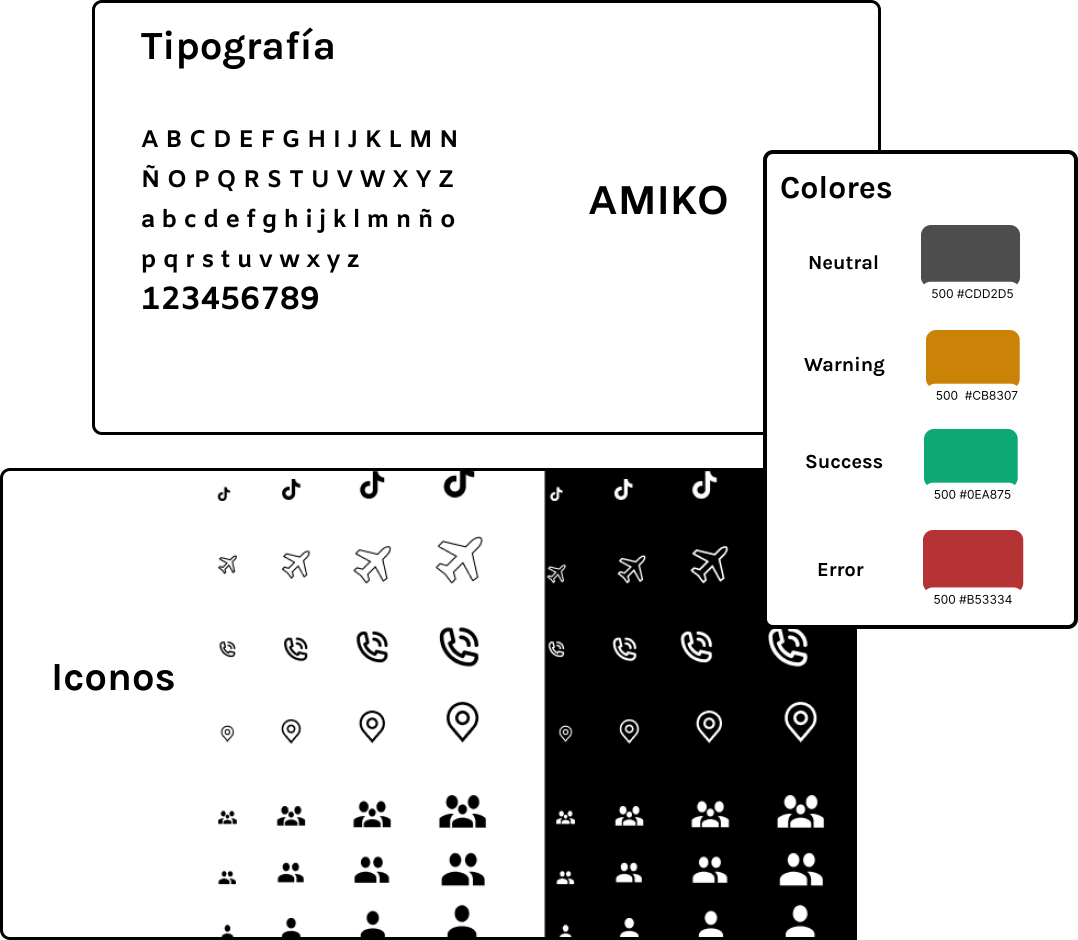 Tipografía
A B C D E F G H I J K L M N
Ñ O P Q R S T U V W X Y Z
a b c d e f g h i j k l m n ñ o
p q r s t u v w x y z
123456789
AMIKO
Colores
Neutral
500 #CDD2D5
Warning
500 #CB8307
Success
500 #0EA875
Error
500 #B53334
Iconos